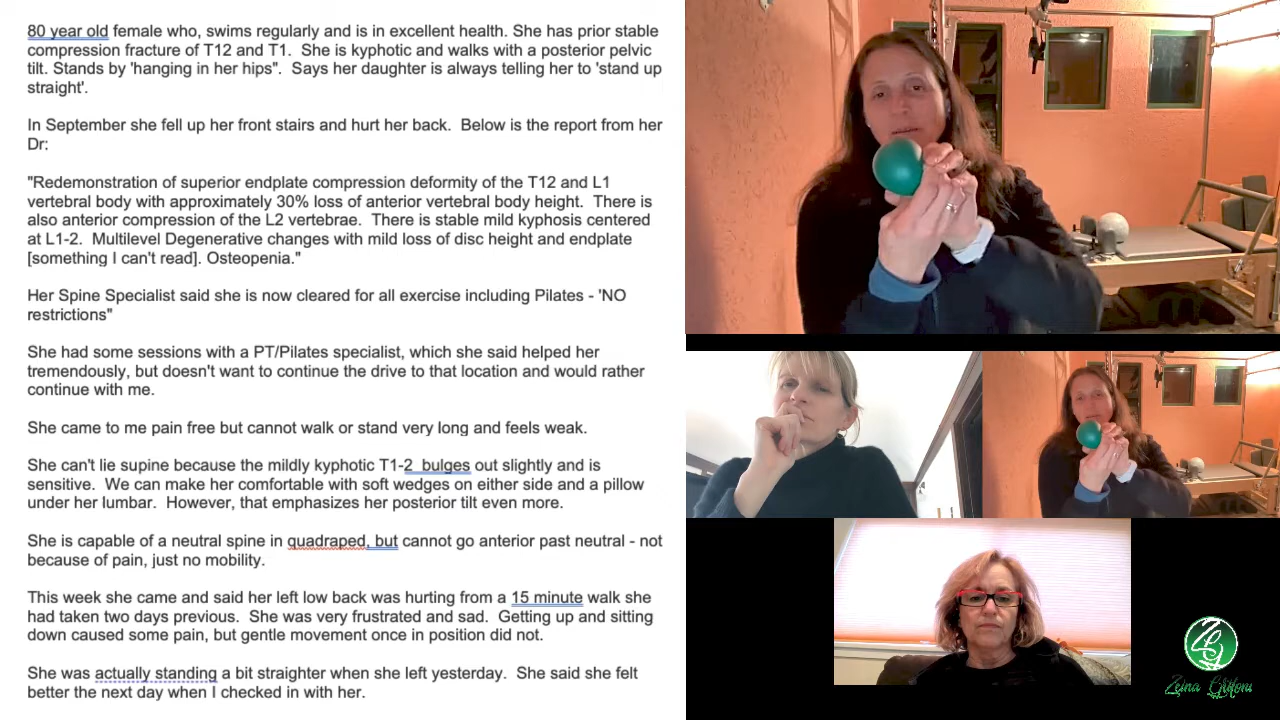 80 year old female who, swims regularly and is in excellent health. She has prior stable
compression fracture of T12 and T1.  She is kyphotic and walks with a posterior pelvic
tilt. Stands by 'hanging in her hips".  Says her daughter is always telling her to 'stand up
straight'.
In September she fell up her front stairs and hurt her back.  Below is the report from her
Dr:
"Redemonstration of superior endplate compression deformity of the T12 and L1
vertebral body with approximately 30% loss of anterior vertebral body height.  There is
also anterior compression of the L2 vertebrae.  There is stable mild kyphosis centered
at L1-2.  Multilevel Degenerative changes with mild loss of disc height and endplate
[something I can't read]. Osteopenia."
Her Spine Specialist said she is now cleared for all exercise including Pilates - 'NO
restrictions"
She had some sessions with a PT/Pilates specialist, which she said helped her
tremendously, but doesn't want to continue the drive to that location and would rather
continue with me.
She came to me pain free but cannot walk or stand very long and feels weak.
She can't lie supine because the mildly kyphotic T1-2  bulges out slightly and is
sensitive.  We can make her comfortable with soft wedges on either side and a pillow
under her lumbar.  However, that emphasizes her posterior tilt even more.
She is capable of a neutral spine in quadraped, but cannot go anterior past neutral - not
because of pain, just no mobility.
This week she came and said her left low back was hurting from a 15 minute walk she
had taken two days previous.  She was very frustrated and sad.  Getting up and sitting
down caused some pain, but gentle movement once in position did not.
She was actually standing a bit straighter when she left yesterday.  She said she felt
better the next day when I checked in with her.